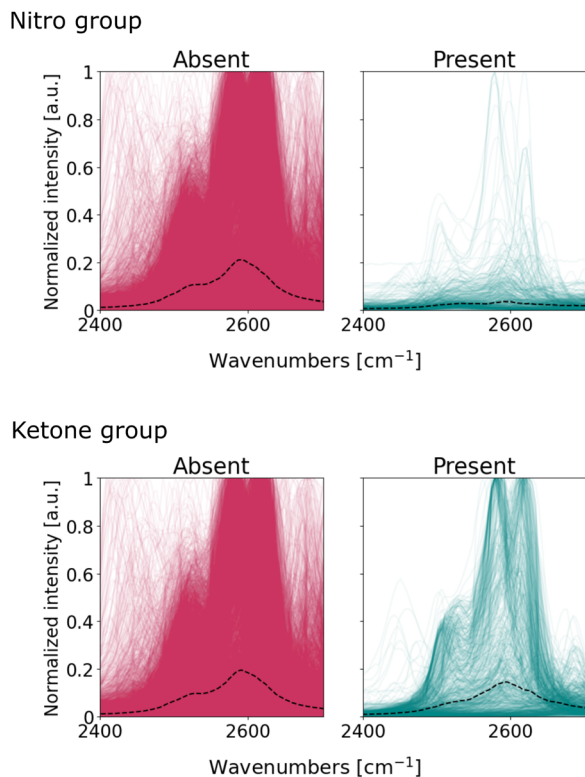 Nitro group
Absent
Present
Normalized intensity [a.u.]
1
0.8
0.6
0.4
0.2
0
2400
2600
2400
2600
Wavenumbers [cm⁻¹]
Ketone group
Absent
Present
Normalized intensity [a.u.]
1
0.8
0.6
0.4
0.2
0
2400
2600
2400
2600
Wavenumbers [cm⁻¹]